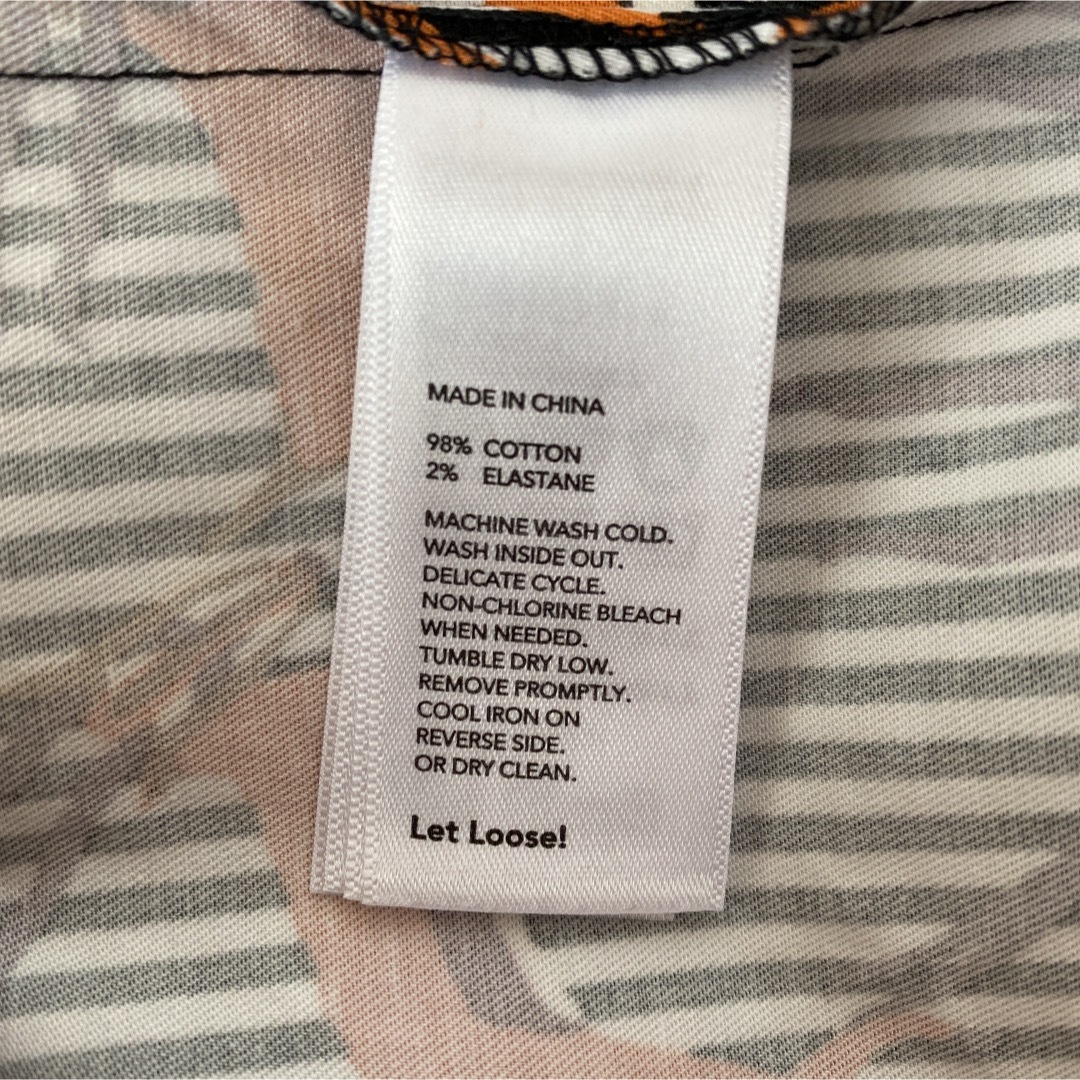 MADE IN CHINA
98% COTTON
2% ELASTANE
MACHINE WASH COLD.
WASH INSIDE OUT.
DELICATE CYCLE.
NON-CHLORINE BLEACH
WHEN NEEDED.
TUMBLE DRY LOW.
REMOVE PROMPTLY.
COOL IRON ON
REVERSE SIDE.
OR DRY CLEAN.
Let Loose!